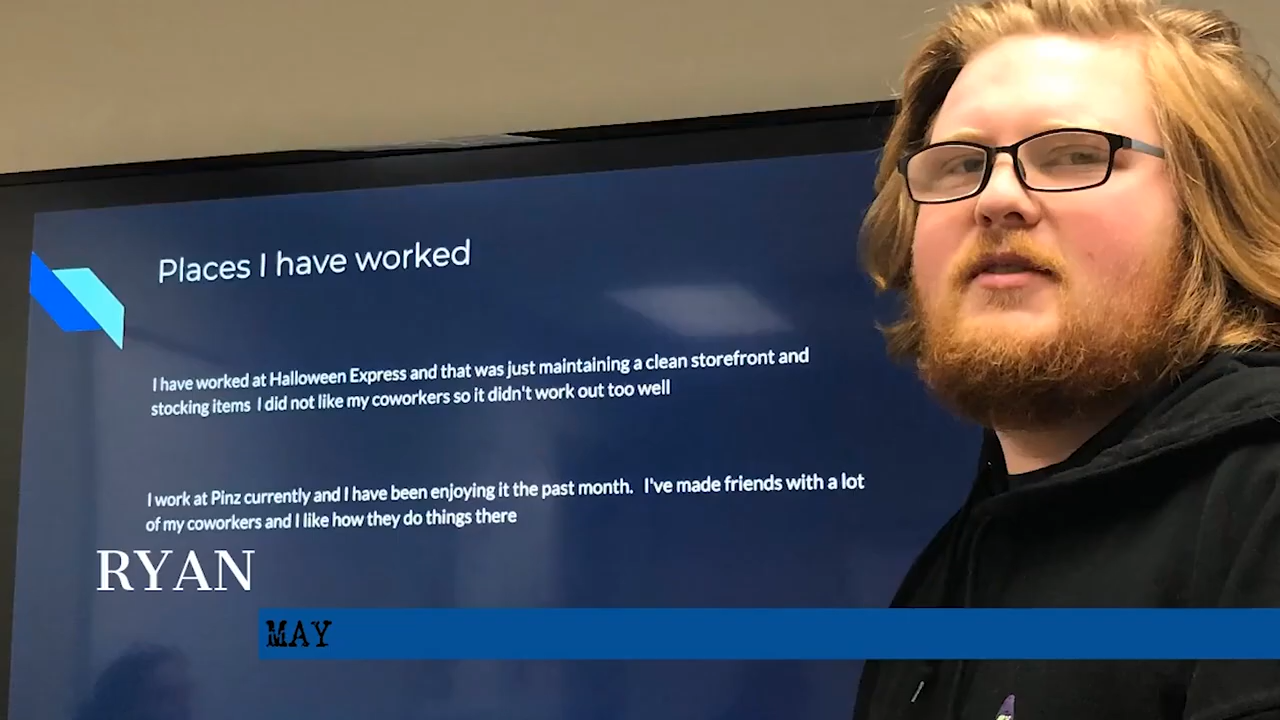 Places I have worked
I have worked at Halloween Express and that was just maintaining a clean storefront and
stocking items I did not like my coworkers so it didn't work out too well
I work at Pinz currently and I have been enjoying it the past month. I've made friends with a lot
of my coworkers and I like how they do things there
RYAN
MAY